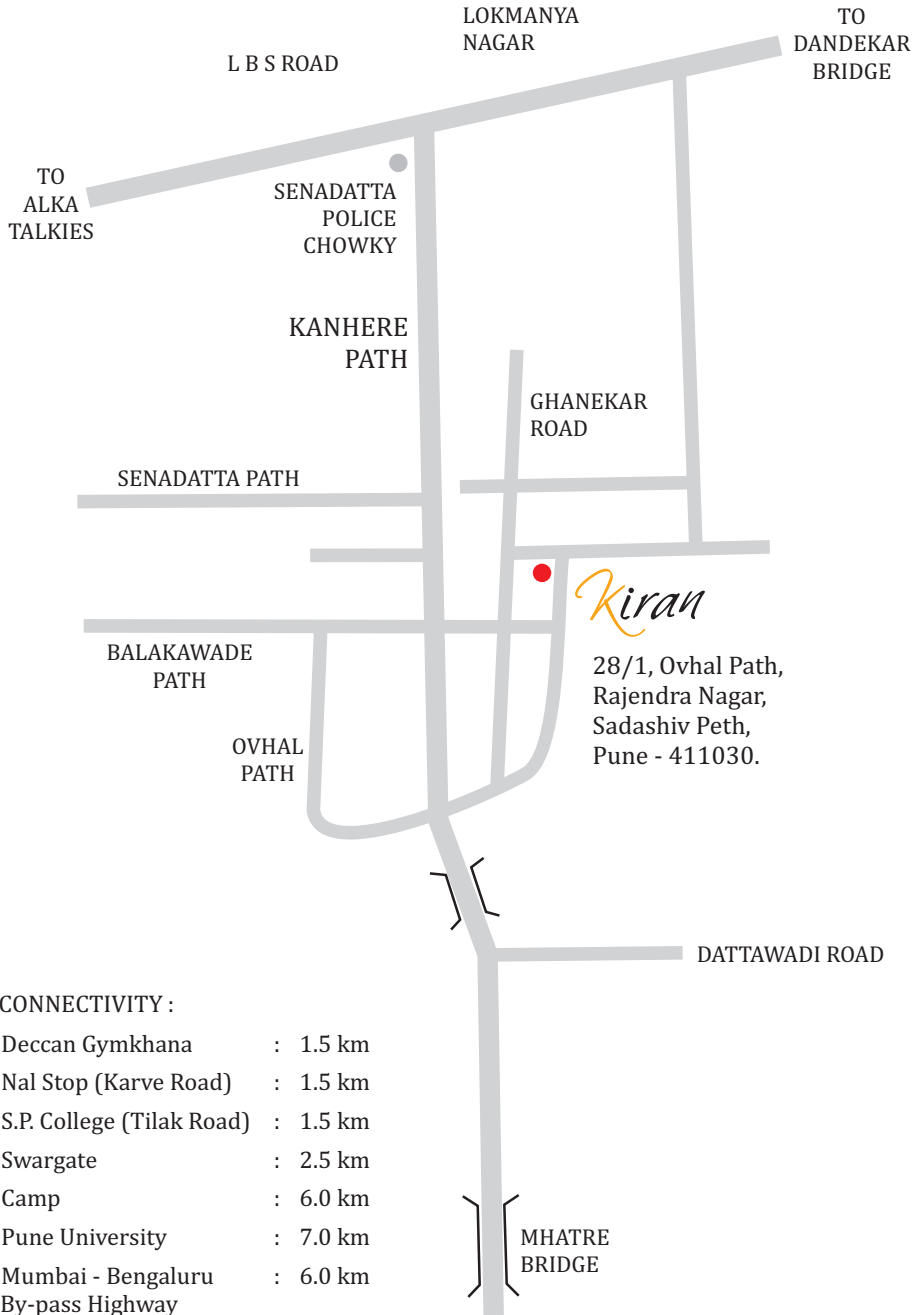 LOKMANYA
NAGAR
TO
DANDEKAR
BRIDGE
L B S ROAD
TO
ALKA
TALKIES
SENADATTA
POLICE
CHOWKY
KANHERE
PATH
GHANEKAR
ROAD
SENADATTA PATH
Kiran
28/1, Ovhal Path,
Rajendra Nagar,
Sadashiv Peth,
Pune - 411030.
BALAKAWADE
PATH
OVHAL
PATH
DATTAWADI ROAD
CONNECTIVITY :
Deccan Gymkhana : 1.5 km
Nal Stop (Karve Road) : 1.5 km
S.P. College (Tilak Road) : 1.5 km
Swargate : 2.5 km
Camp : 6.0 km
Pune University : 7.0 km
Mumbai - Bengaluru : 6.0 km
By-pass Highway
MHATRE
BRIDGE